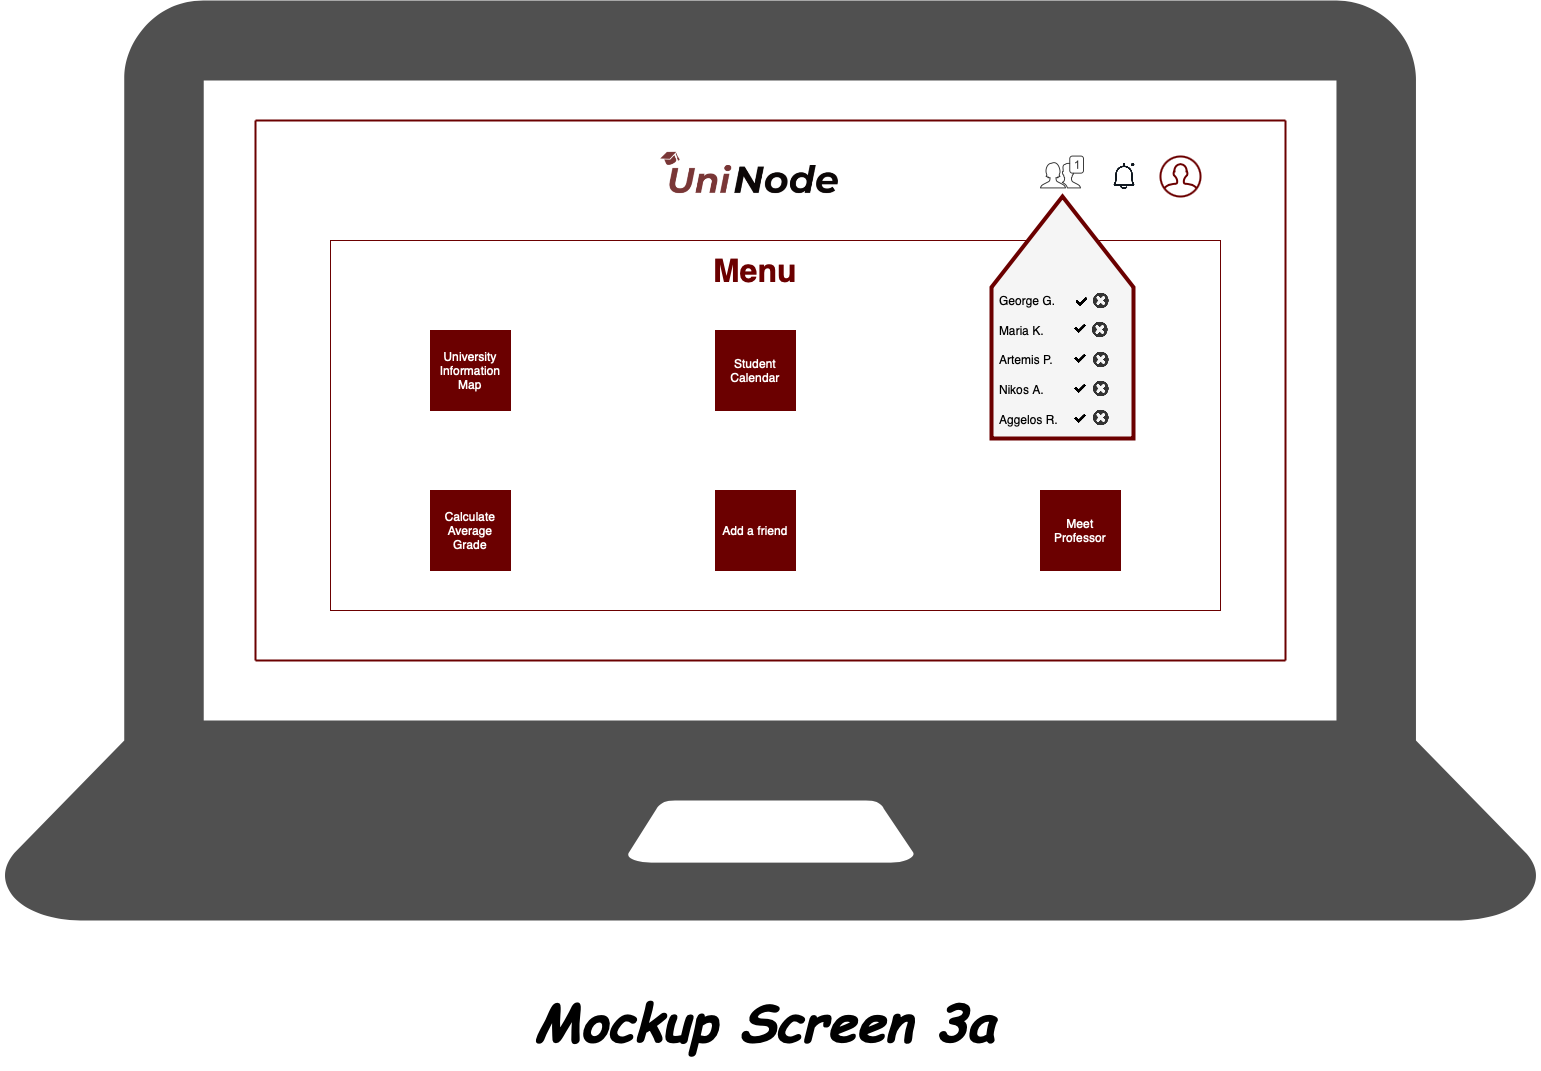 UniNode
1
Menu
George G.
Maria K.
Artemis P.
Nikos A.
Aggelos R.
University
Information
Map
Student
Calendar
Calculate
Average
Grade
Add a friend
Meet
Professor
Mockup Screen 3a